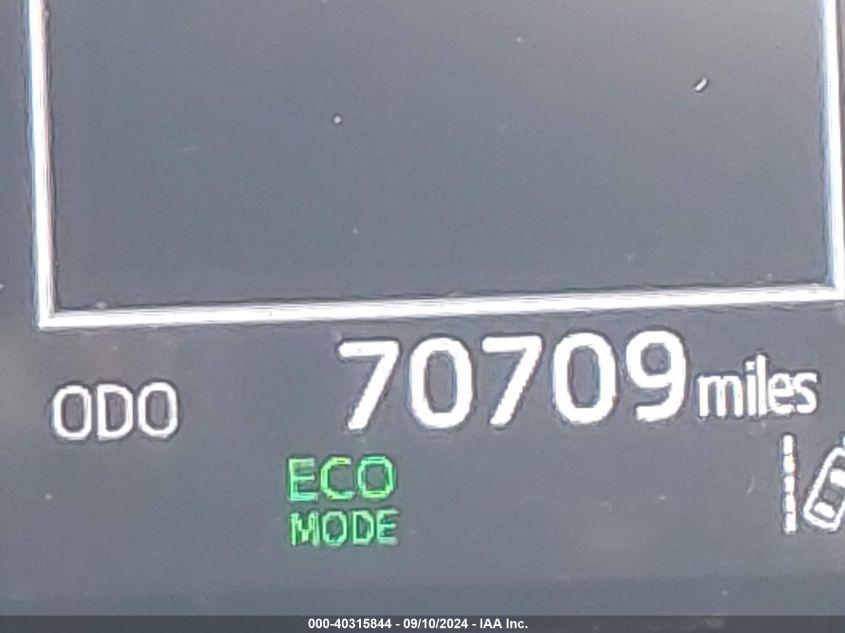 ODO 70709 miles
ECO
MODE
000-40315844 - 09/10/2024 - IAA Inc.